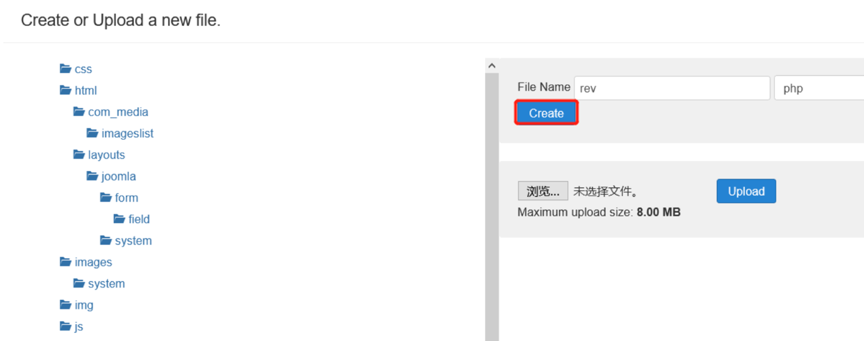 Create or Upload a new file.
css
html
com_media
imageslist
layouts
joomla
form
field
system
images
system
img
js
File Name rev php
Create
浏览... 未选择文件。 Upload
Maximum upload size: 8.00 MB